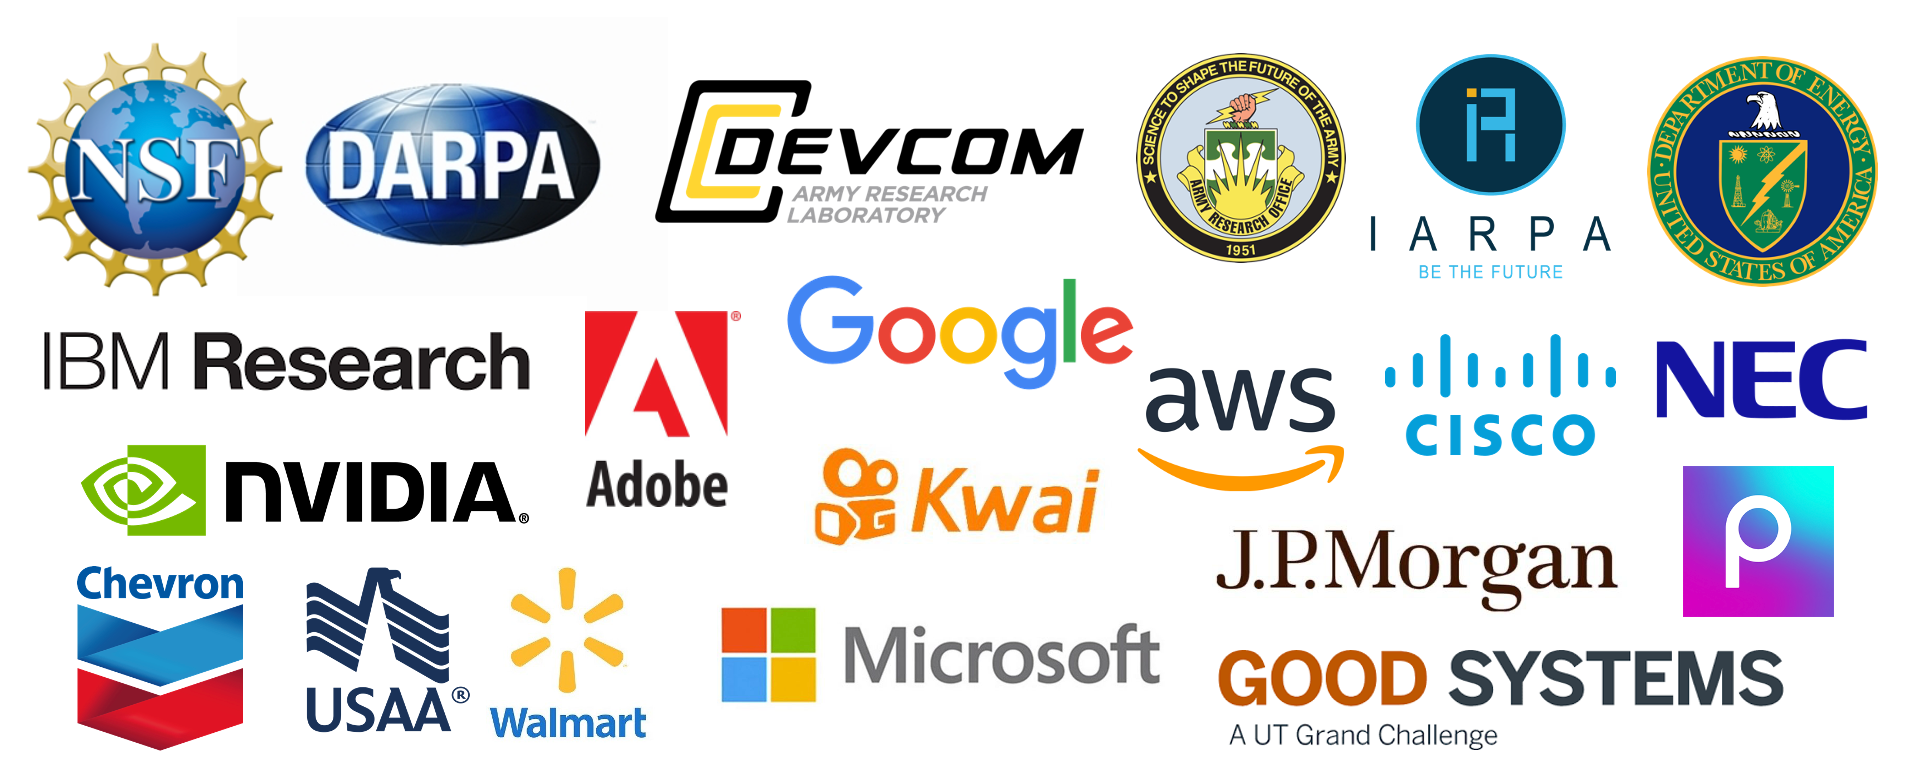 NSF
DARPA
DEVCOM
ARMY RESEARCH
LABORATORY
SCIENCE TO SHAPE THE FUTURE OF THE ARMY
ARMY RESEARCH OFFICE
1951
IARPA
BE THE FUTURE
DEPARTMENT OF ENERGY
UNITED STATES OF AMERICA
IBM Research
Adobe
Google
aws
CISCO
NEC
NVIDIA
Kwai
J.P.Morgan
P
Chevron
USAA
Walmart
Microsoft
GOOD SYSTEMS
A UT Grand Challenge